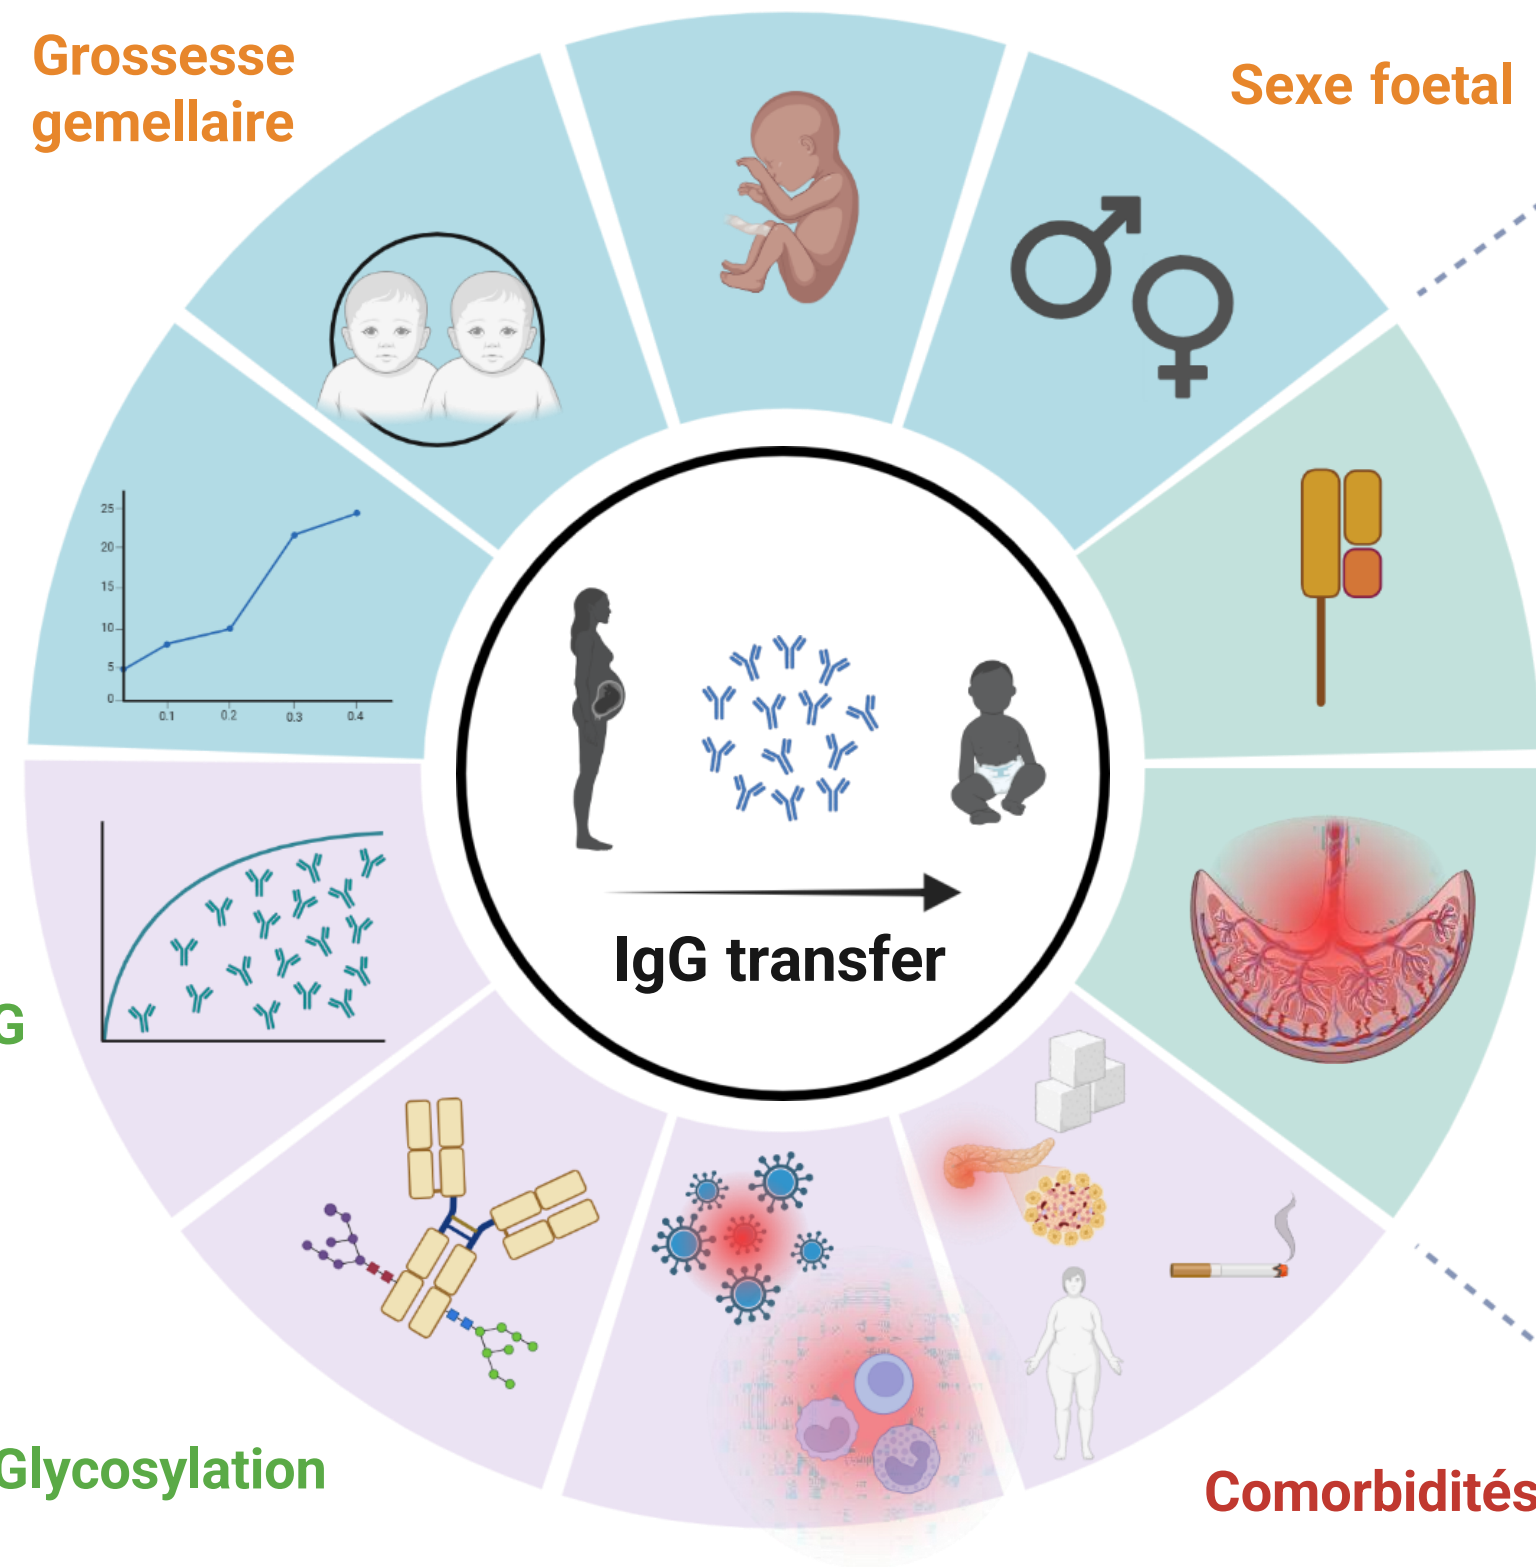 Grossesse
gemellaire
Sexe foetal
25
20
15
10
5
0
0.1
0.2
0.3
0.4
IgG transfer
G
Glycosylation
Comorbidités